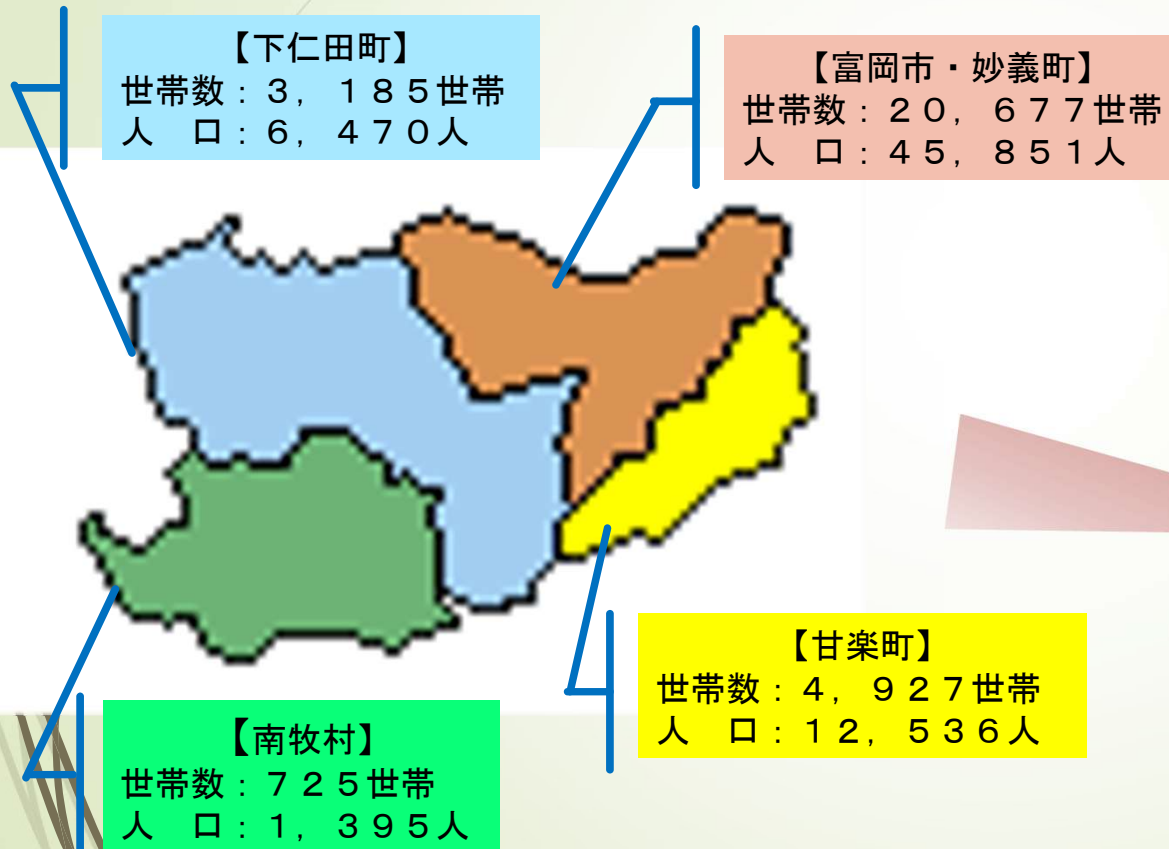 【下仁田町】
世帯数：３，１８５世帯
人　口：６，４７０人
【富岡市・妙義町】
世帯数：２０，６７７世帯
人　口：４５，８５１人
【甘楽町】
世帯数：４，９２７世帯
人　口：１２，５３６人
【南牧村】
世帯数：７２５世帯
人　口：１，３９５人